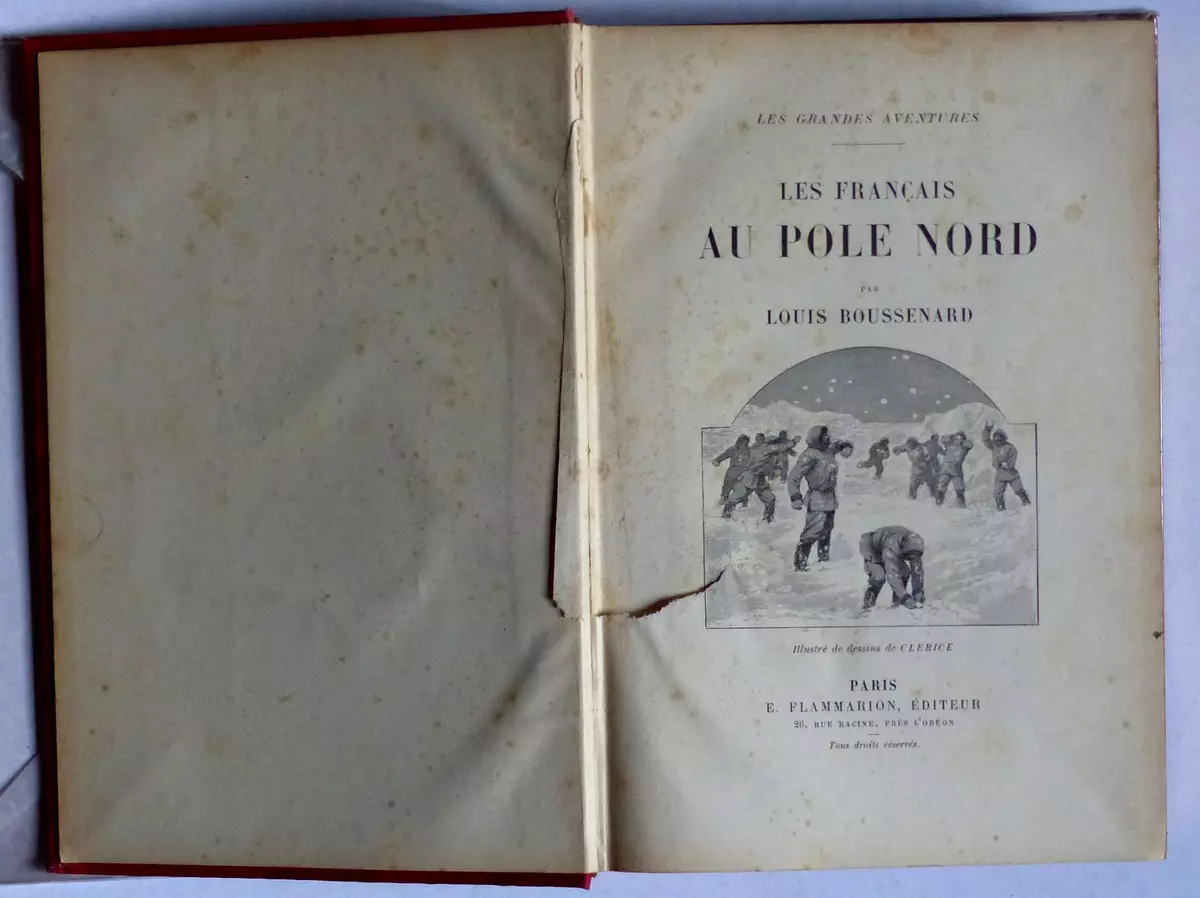 LES GRANDES AVENTURES
LES FRANÇAIS
AU POLE NORD
PAR
LOUIS BOUSSENARD
Illustré de dessins de CLERICE
PARIS
E. FLAMMARION, ÉDITEUR
26, RUE RACINE, PRÈS L'ODÉON
Tous droits réservés.